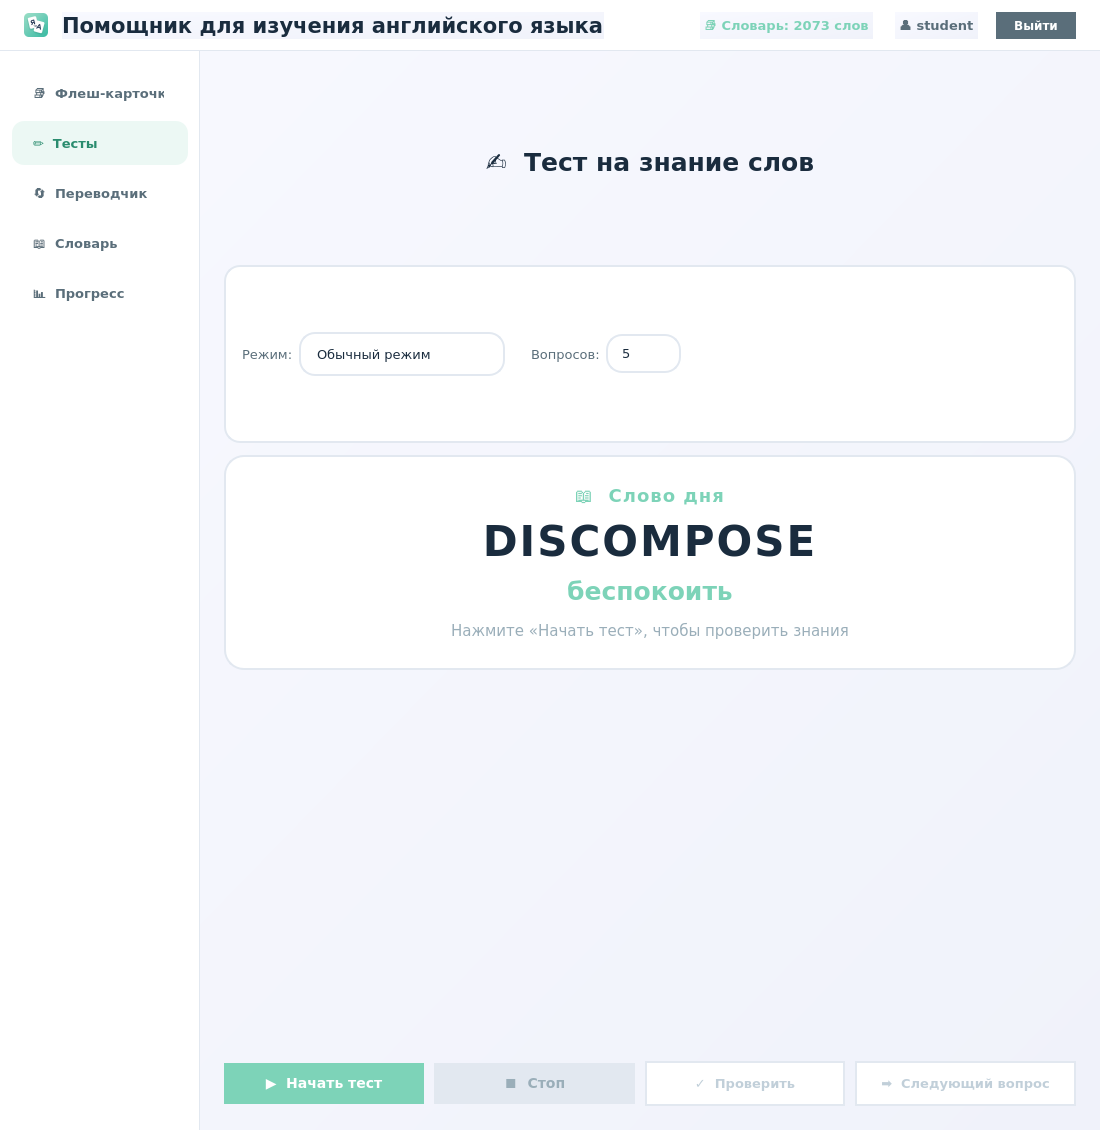 Помощник для изучения английского языка
Словарь: 2073 слов
student
Выйти
Флеш-карточк
Тесты
Переводчик
Словарь
Прогресс
Тест на знание слов
Режим: Обычный режим Вопросов: 5
Слово дня
DISCOMPOSE
беспокоить
Нажмите «Начать тест», чтобы проверить знания
Начать тест
Стоп
Проверить
Следующий вопрос